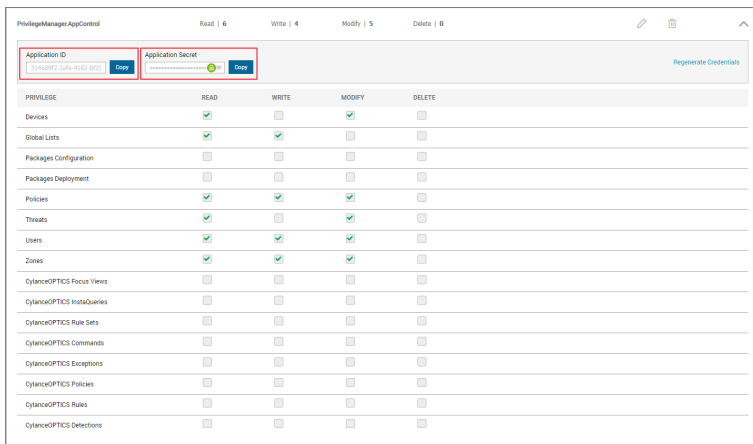 PrivilegeManager.AppControl Read | 6 Write | 4 Modify | 5 Delete | 0
Application ID Application Secret
Copy Copy
Regenerate Credentials
PRIVILEGE READ WRITE MODIFY DELETE
Devices
Global Lists
Packages Configuration
Packages Deployment
Policies
Threats
Users
Zones
CylanceOPTICS Focus Views
CylanceOPTICS InstaQueries
CylanceOPTICS Rule Sets
CylanceOPTICS Commands
CylanceOPTICS Exceptions
CylanceOPTICS Policies
CylanceOPTICS Rules
CylanceOPTICS Detections